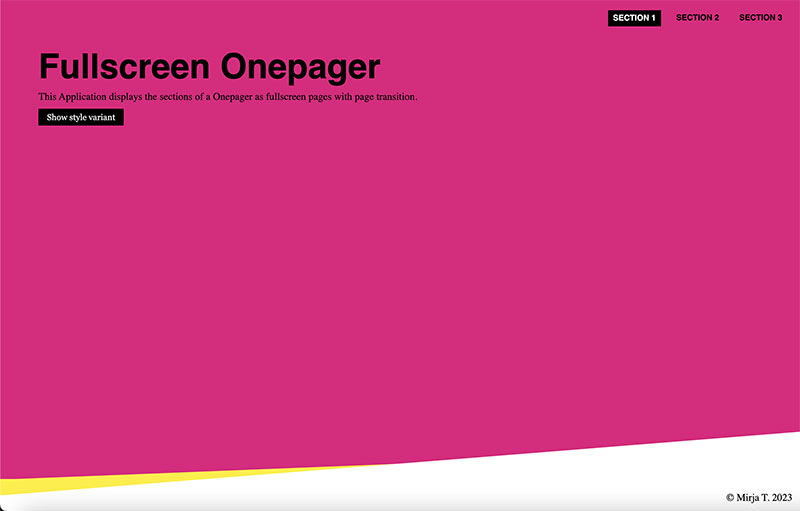 SECTION 1 SECTION 2 SECTION 3
Fullscreen Onepager
This Application displays the sections of a Onepager as fullscreen pages with page transition.
Show style variant
© Mirja T. 2023